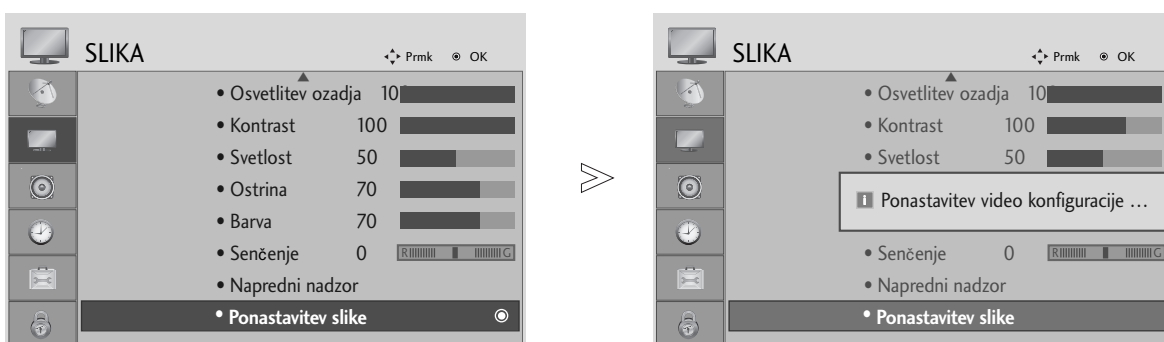 SLIKA Prmk OK
• Osvetlitev ozadja 10
• Kontrast 100
• Svetlost 50
• Ostrina 70
• Barva 70
• Senčenje 0 R G
• Napredni nadzor
• Ponastavitev slike
SLIKA Prmk OK
• Osvetlitev ozadja 10
• Kontrast 100
• Svetlost 50
Ponastavitev video konfiguracije ...
• Senčenje 0 R G
• Napredni nadzor
• Ponastavitev slike